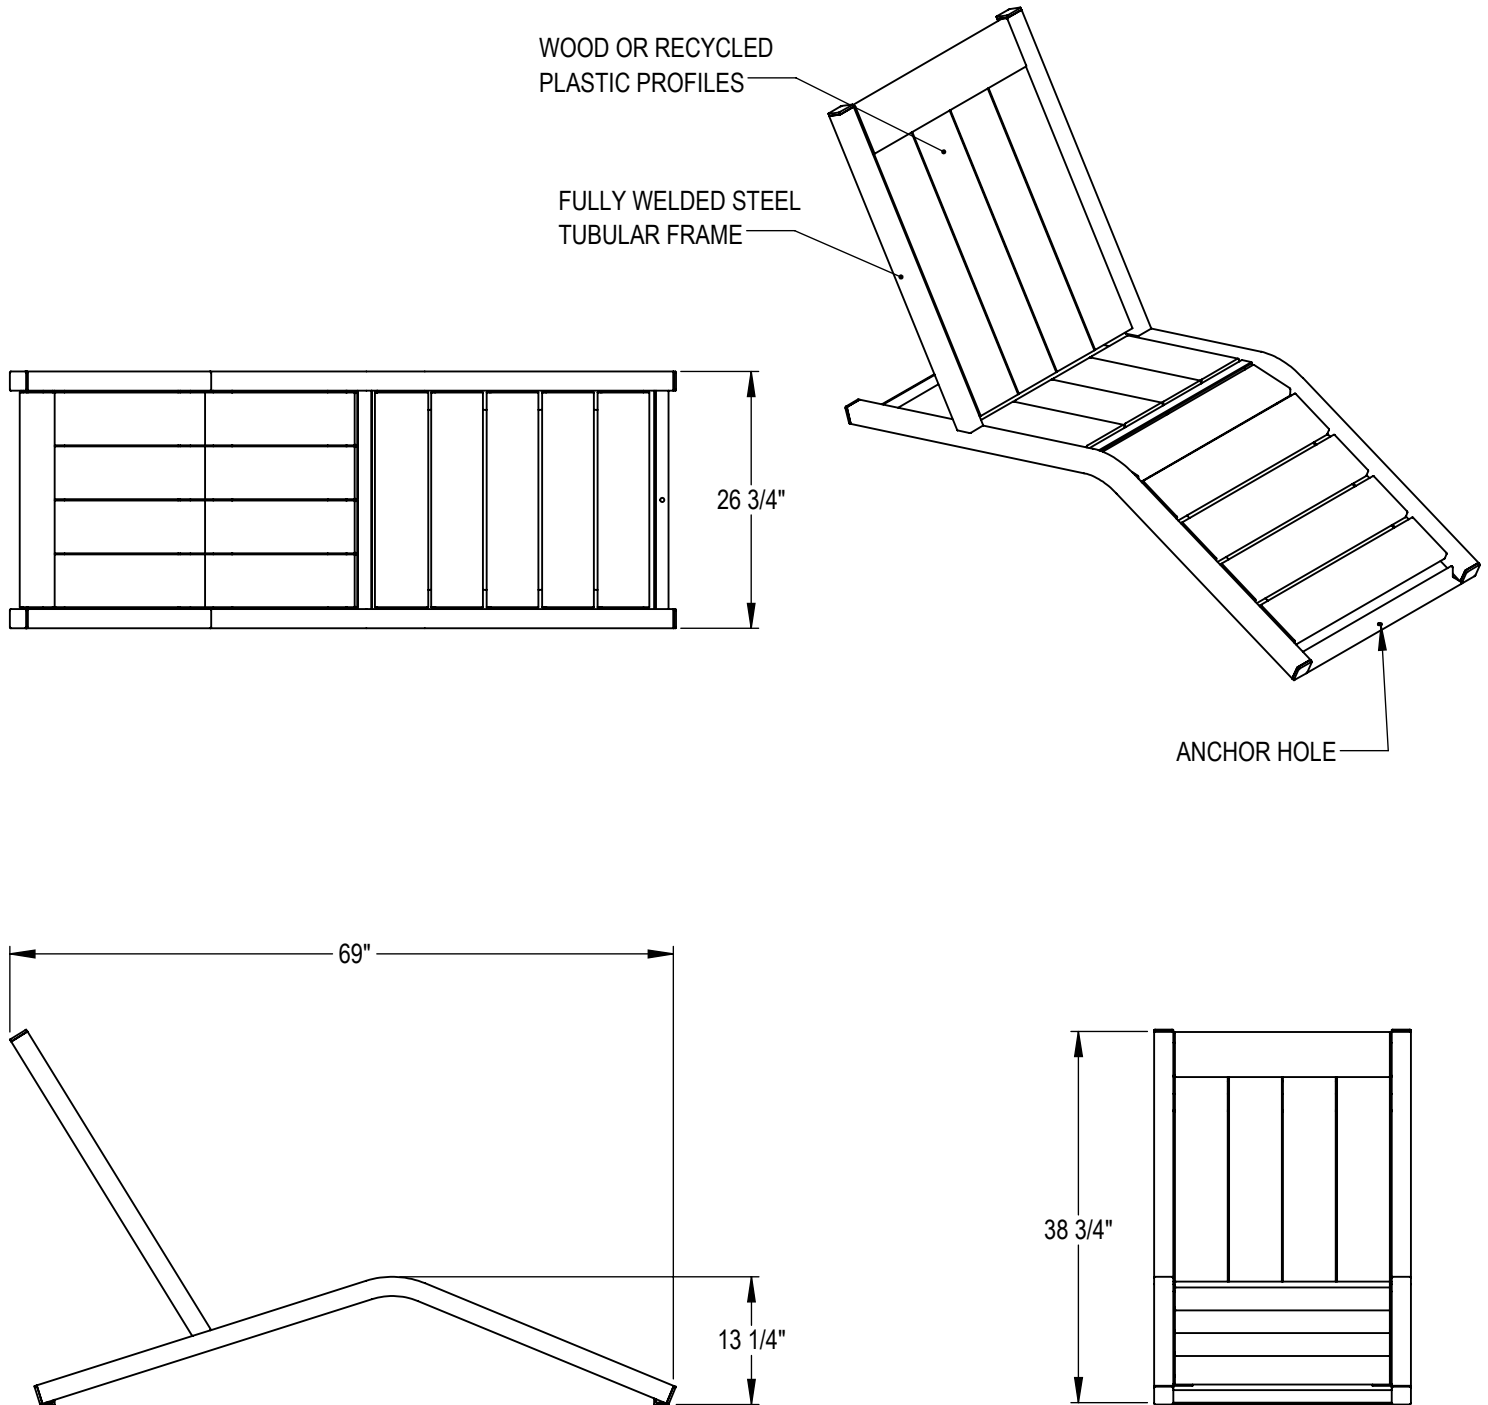 WOOD OR RECYCLED
PLASTIC PROFILES
FULLY WELDED STEEL
TUBULAR FRAME
26 3/4"
ANCHOR HOLE
69"
38 3/4"
13 1/4"